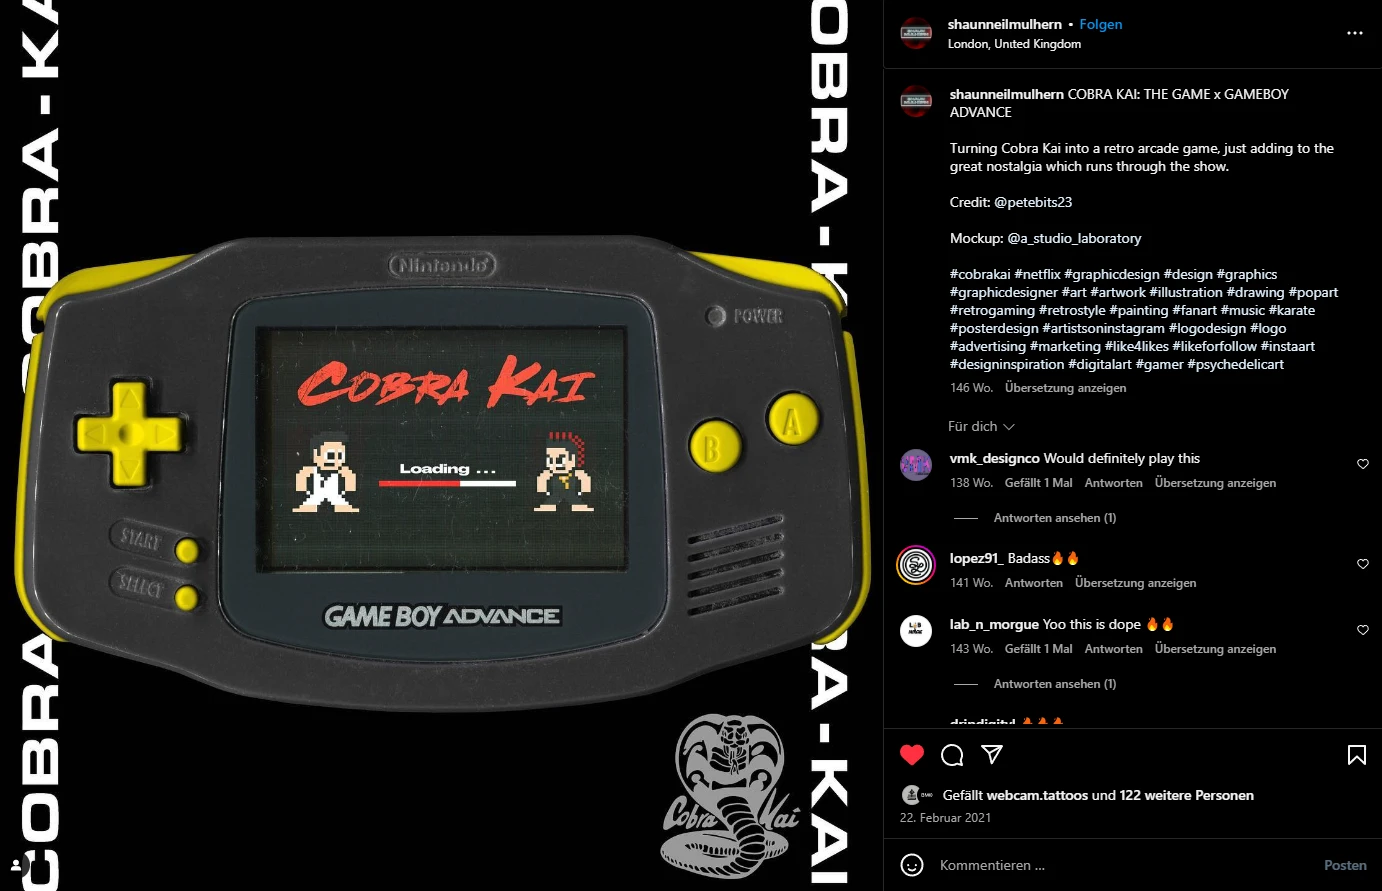 COBRA - KAI
COBRA
OBRA - K
RA - KAI
Nintendo
POWER
COBRA KAI
Loading ...
B
A
START
SELECT
GAME BOY ADVANCE
Cobra Kai
shaunneilmulhern • Folgen
London, United Kingdom
shaunneilmulhern COBRA KAI: THE GAME x GAMEBOY
ADVANCE
Turning Cobra Kai into a retro arcade game, just adding to the
great nostalgia which runs through the show.
Credit: @petebits23
Mockup: @a_studio_laboratory
#cobrakai #netflix #graphicdesign #design #graphics
#graphicdesigner #art #artwork #illustration #drawing #popart
#retrogaming #retrostyle #painting #fanart #music #karate
#posterdesign #artistsoninstagram #logodesign #logo
#advertising #marketing #like4likes #likeforfollow #instaart
#designinspiration #digitalart #gamer #psychedelicart
146 Wo. Übersetzung anzeigen
Für dich
vmk_designco Would definitely play this
138 Wo. Gefällt 1 Mal Antworten Übersetzung anzeigen
Antworten ansehen (1)
lopez91_ Badass🔥🔥
141 Wo. Antworten Übersetzung anzeigen
lab_n_morgue Yoo this is dope 🔥🔥
143 Wo. Gefällt 1 Mal Antworten Übersetzung anzeigen
Antworten ansehen (1)
Gefällt webcam.tattoos und 122 weitere Personen
22. Februar 2021
Kommentieren ...
Posten